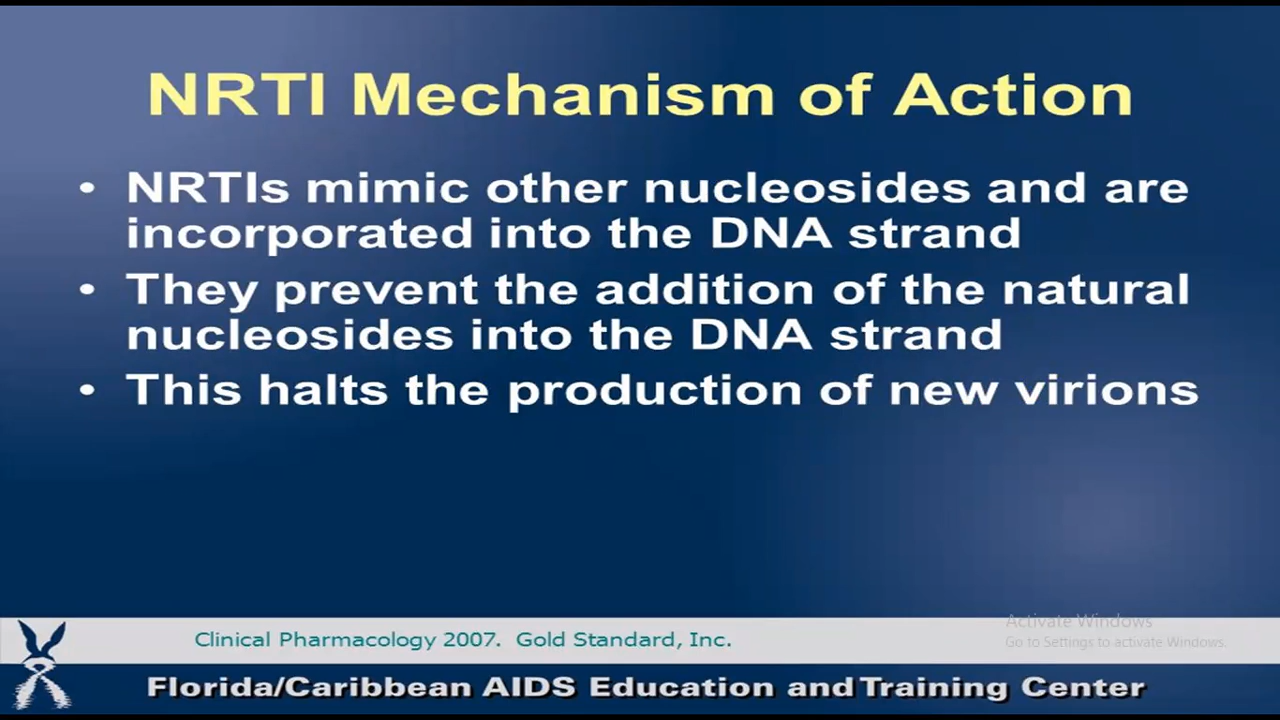 NRTI Mechanism of Action
• NRTIs mimic other nucleosides and are
incorporated into the DNA strand
• They prevent the addition of the natural
nucleosides into the DNA strand
• This halts the production of new virions
Activate Windows
Go to Settings to activate Windows.
Clinical Pharmacology 2007. Gold Standard, Inc.
Florida/Caribbean AIDS Education and Training Center